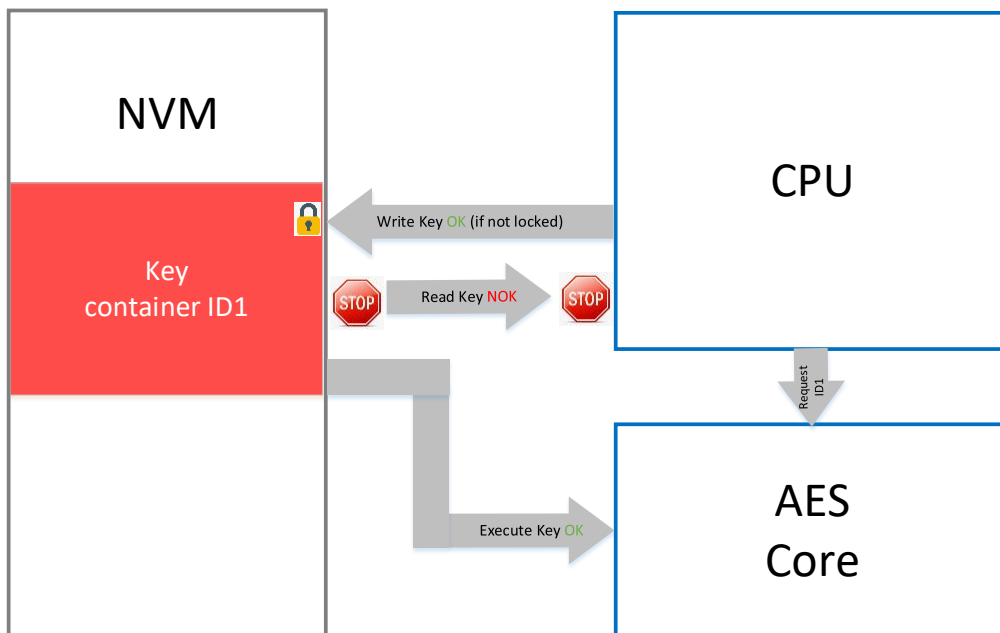 NVM
CPU
Write Key OK (if not locked)
Key
container ID1
STOP
Read Key NOK
STOP
Request
ID1
AES
Core
Execute Key OK